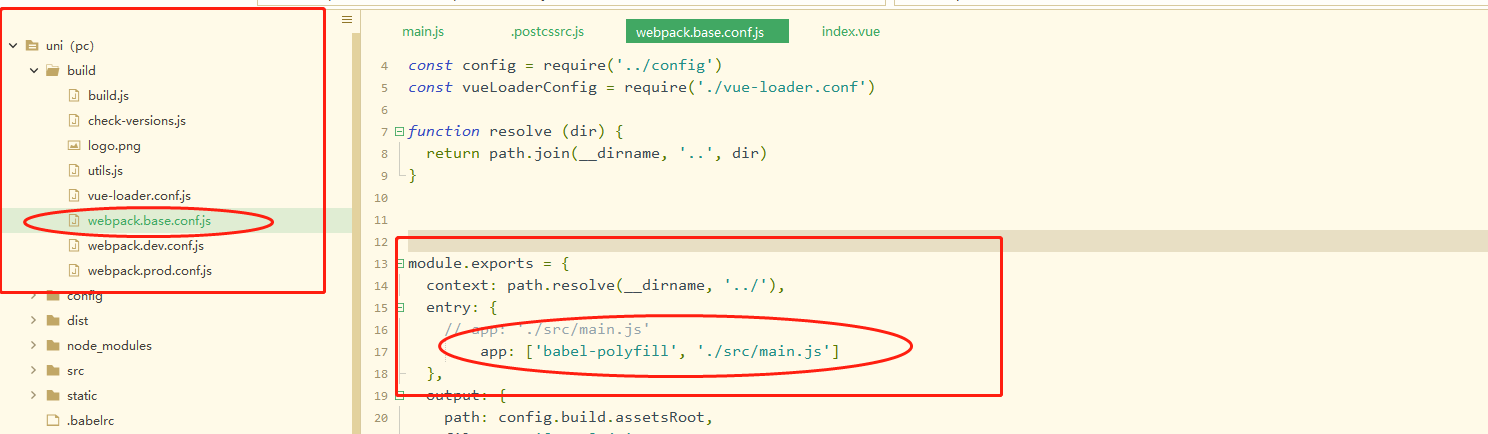 uni（pc）
build
build.js
check-versions.js
logo.png
utils.js
vue-loader.conf.js
webpack.base.conf.js
webpack.dev.conf.js
webpack.prod.conf.js
config
dist
node_modules
src
static
.babelrc
main.js .postcssrc.js webpack.base.conf.js index.vue
4 const config = require('../config')
5 const vueLoaderConfig = require('./vue-loader.conf')
6
7 function resolve (dir) {
8 return path.join(__dirname, '..', dir)
9 }
10
11
12
13 module.exports = {
14 context: path.resolve(__dirname, '../'),
15 entry: {
16 // app: './src/main.js'
17 app: ['babel-polyfill', './src/main.js']
18 },
19 output: {
20 path: config.build.assetsRoot,